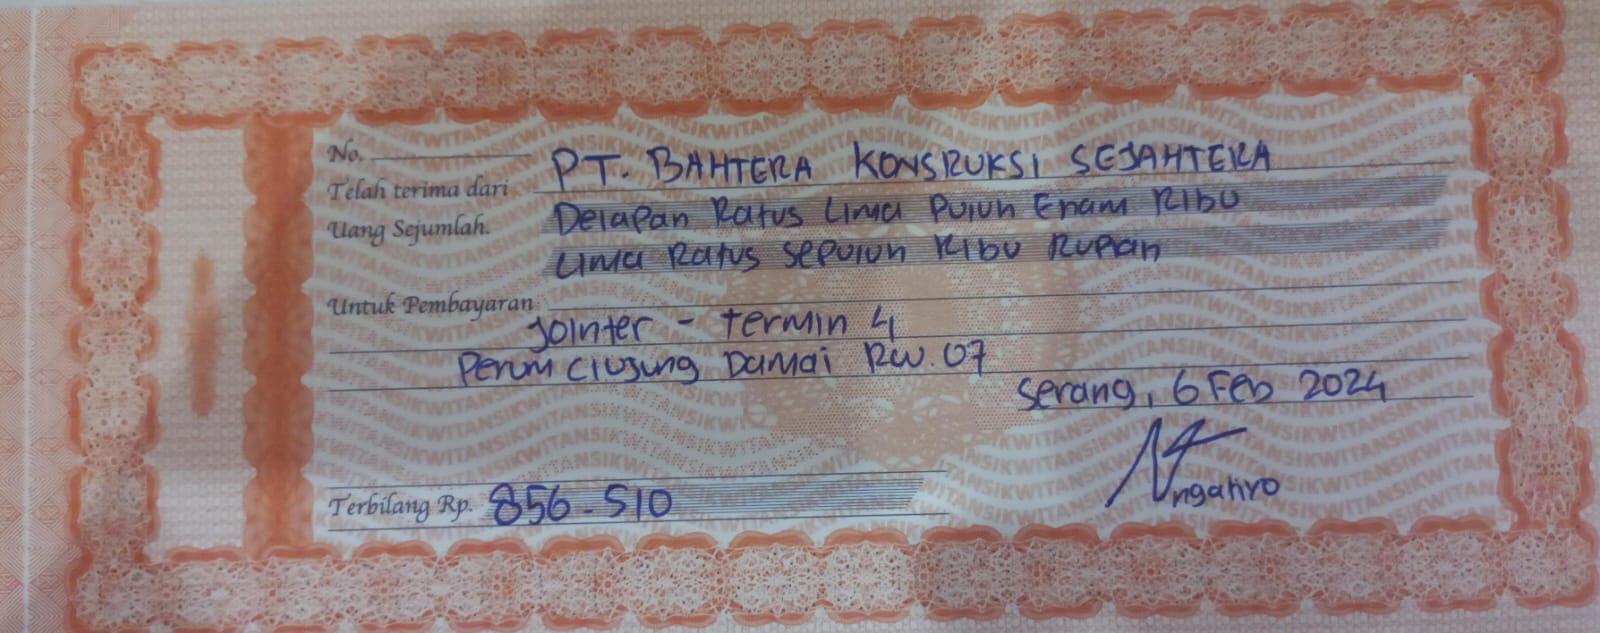 No.
Telah terima dari PT. BAHTERA KONSRUKSI SEJAHTERA
Uang Sejumlah. Delapan Ratus Lima Puluh Enam Ribu
Lima Ratus Sepuluh Ribu Rupiah
Untuk Pembayaran
Jointer - Termin 4
Perum Ciujung Damai RW. 07
Serang, 6 Feb 2024
Terbilang Rp. 856-510